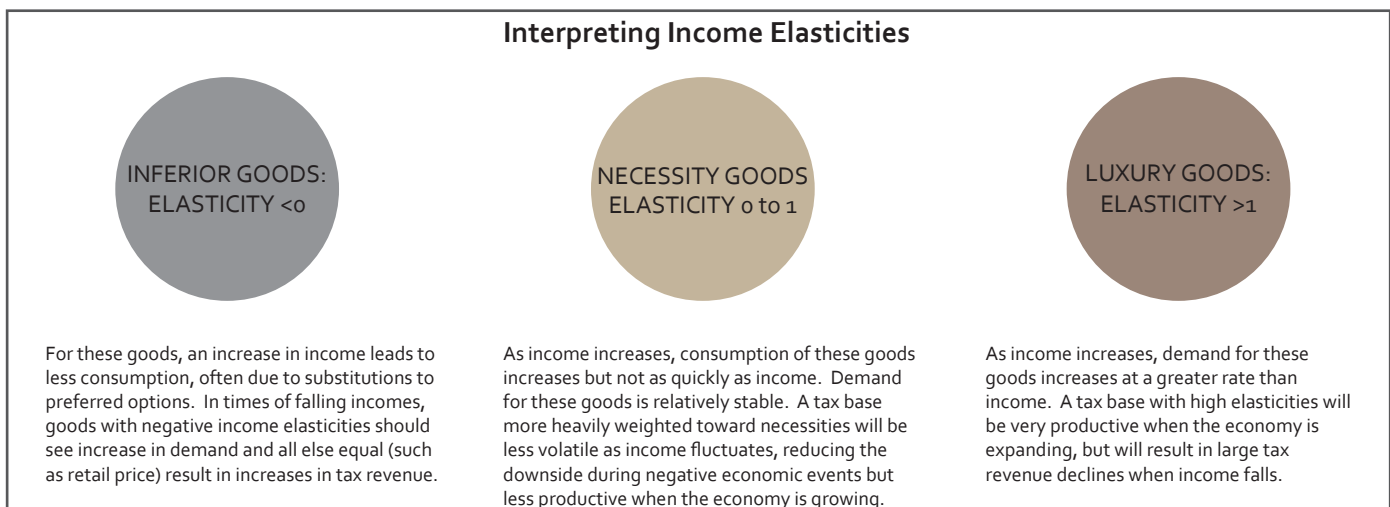 Interpreting Income Elasticities
INFERIOR GOODS:
ELASTICITY <0
NECESSITY GOODS
ELASTICITY 0 to 1
LUXURY GOODS:
ELASTICITY >1
For these goods, an increase in income leads to
less consumption, often due to substitutions to
preferred options. In times of falling incomes,
goods with negative income elasticities should
see increase in demand and all else equal (such
as retail price) result in increases in tax revenue.
As income increases, consumption of these goods
increases but not as quickly as income. Demand
for these goods is relatively stable. A tax base
more heavily weighted toward necessities will be
less volatile as income fluctuates, reducing the
downside during negative economic events but
less productive when the economy is growing.
As income increases, demand for these
goods increases at a greater rate than
income. A tax base with high elasticities will
be very productive when the economy is
expanding, but will result in large tax
revenue declines when income falls.